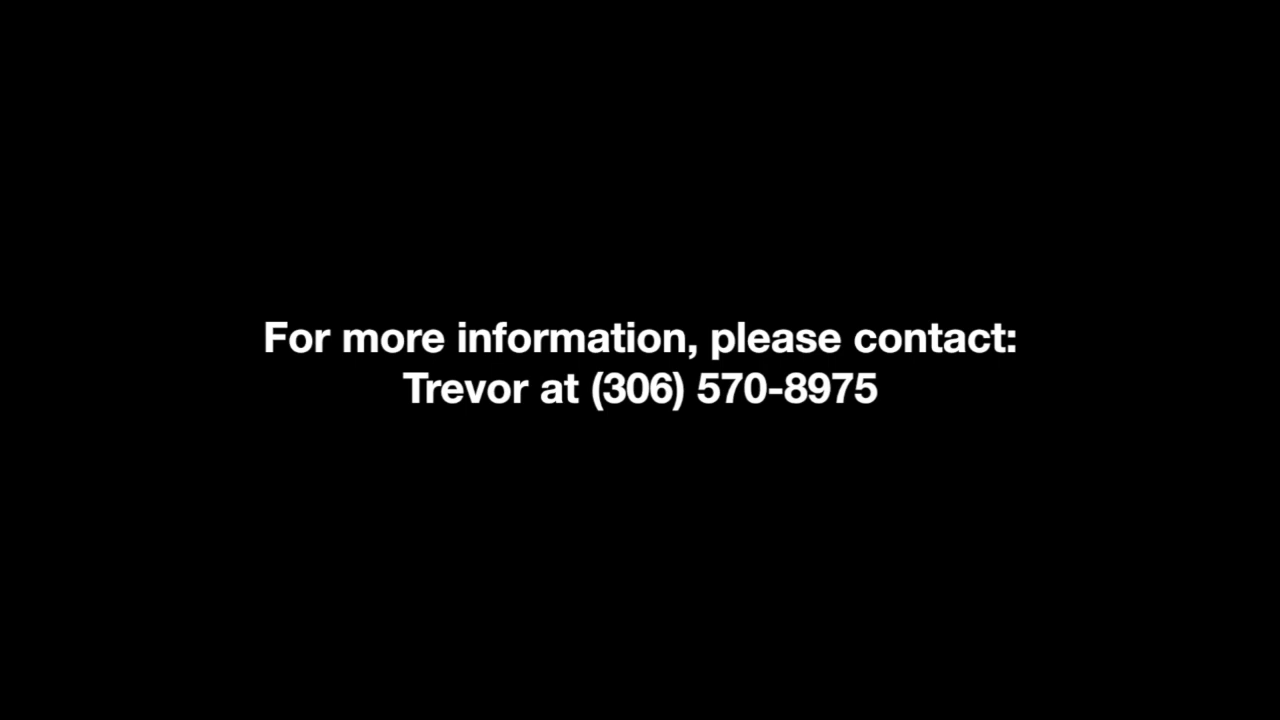 For more information, please contact:
Trevor at (306) 570-8975